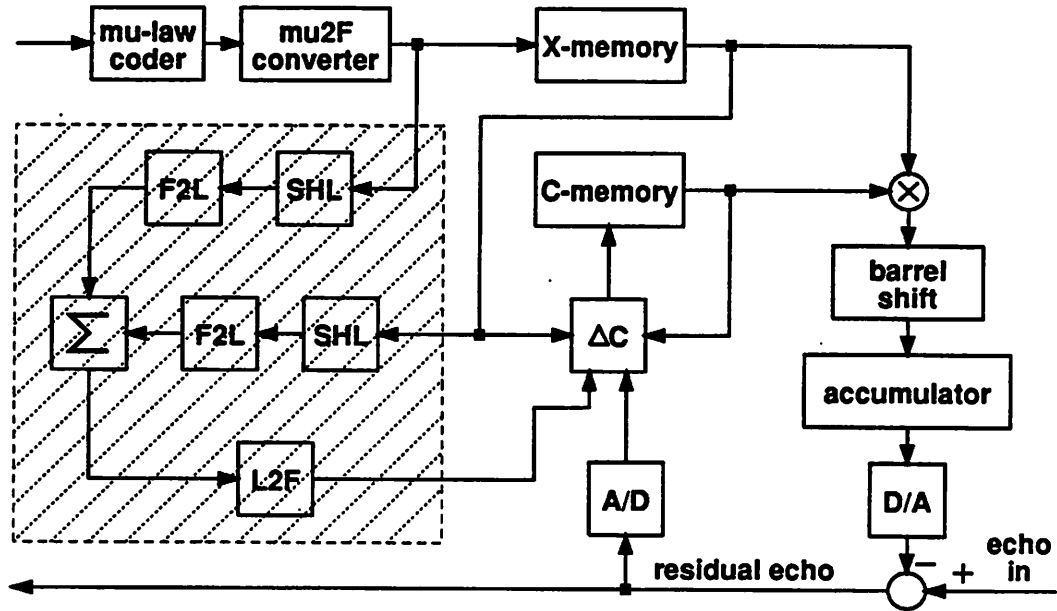 mu-law
coder
mu2F
converter
X-memory
F2L
SHL
C-memory
×
barrel
shift
Σ
F2L
SHL
ΔC
accumulator
L2F
A/D
D/A
residual echo
− +
echo
in